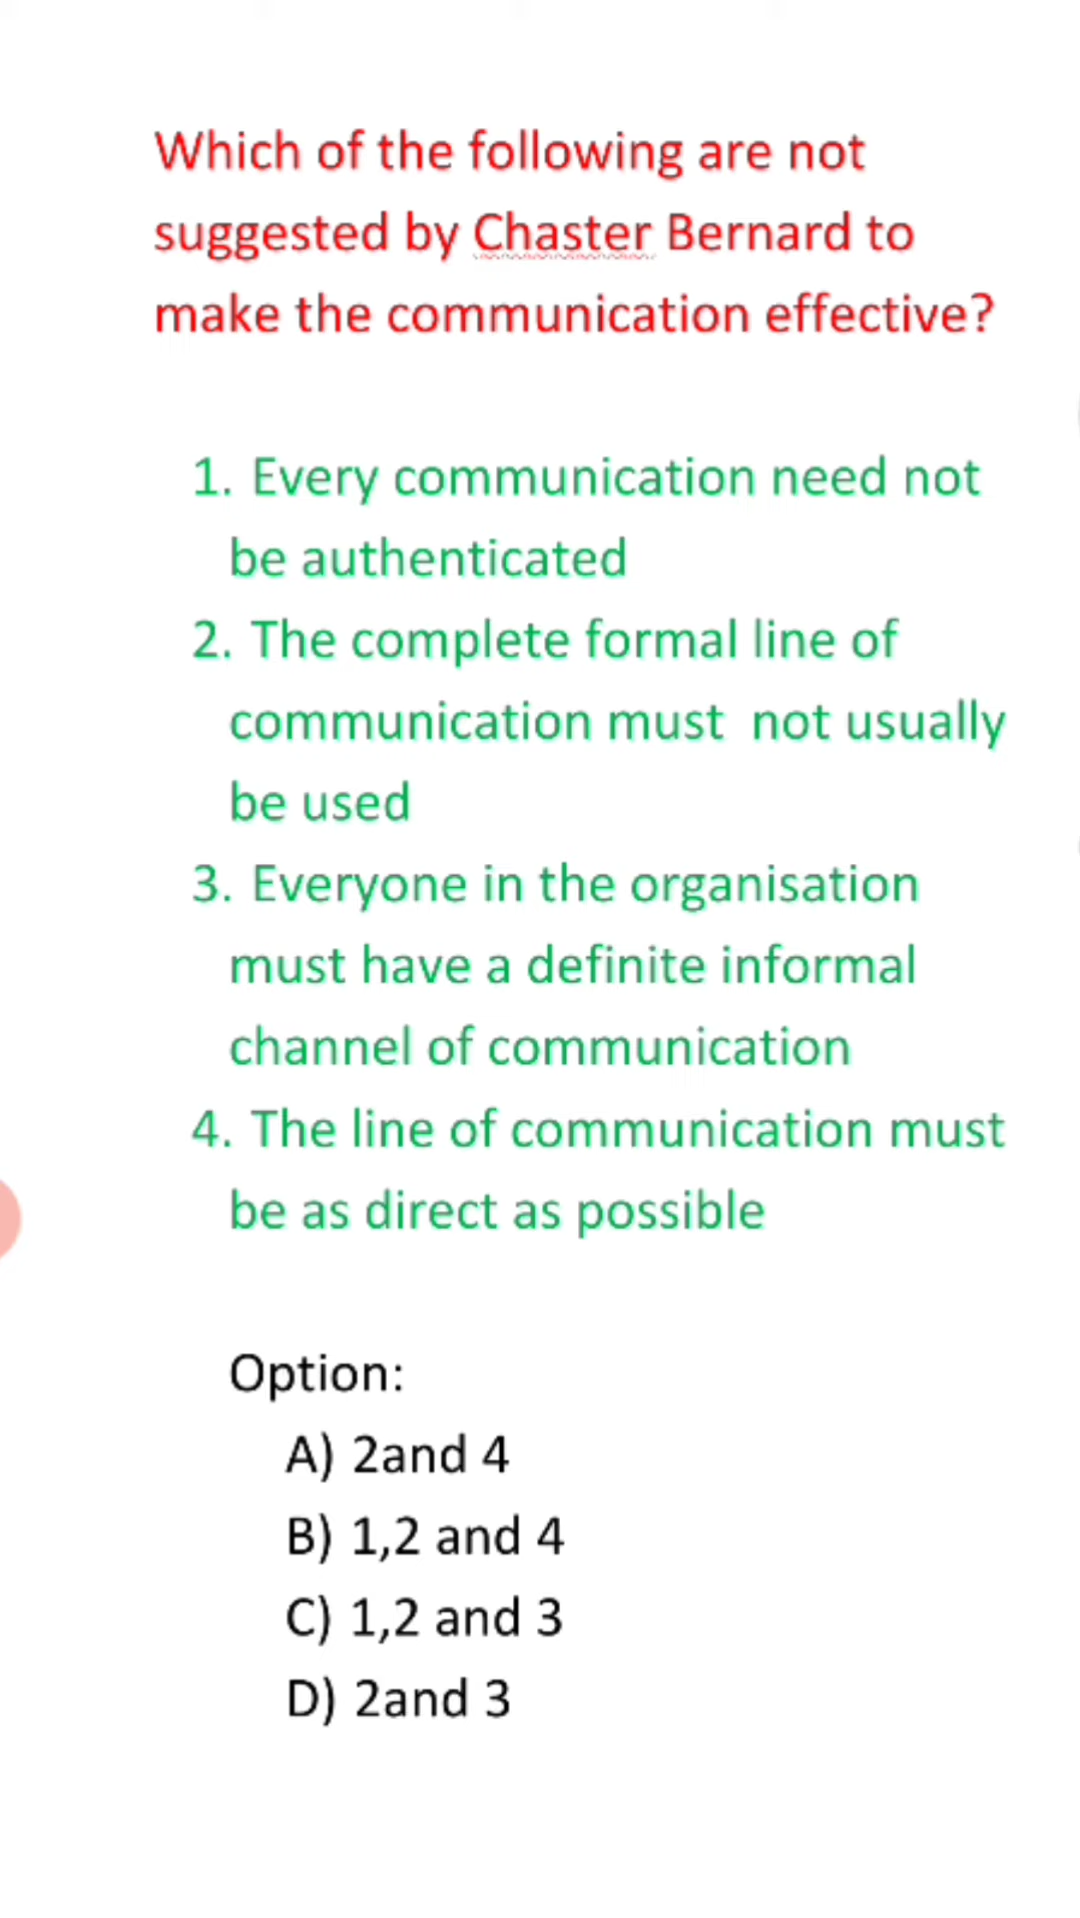 Which of the following are not
suggested by Chaster Bernard to
make the communication effective?
1. Every communication need not
be authenticated
2. The complete formal line of
communication must not usually
be used
3. Everyone in the organisation
must have a definite informal
channel of communication
4. The line of communication must
be as direct as possible
Option:
A) 2and 4
B) 1,2 and 4
C) 1,2 and 3
D) 2and 3